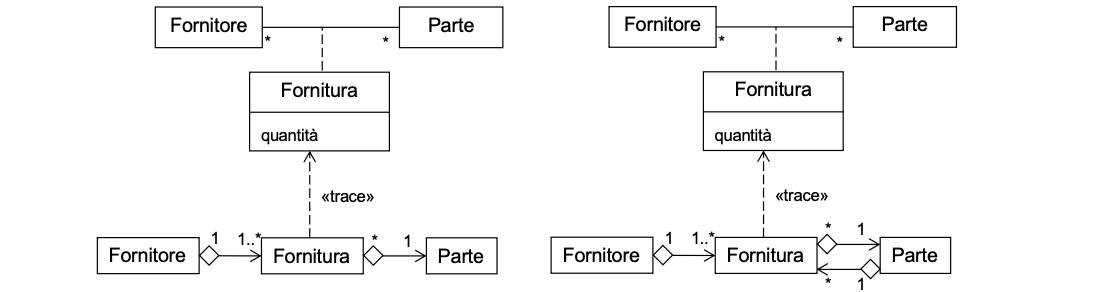 Fornitore
*
*
Parte
Fornitura
quantità
«trace»
Fornitore
1
1..*
Fornitura
*
1
Parte
Fornitore
*
*
Parte
Fornitura
quantità
«trace»
Fornitore
1
1..*
Fornitura
*
1
Parte
*
1